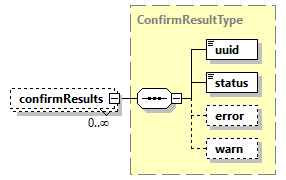 ConfirmResultType
uuid
status
confirmResults
0..∞
error
warn